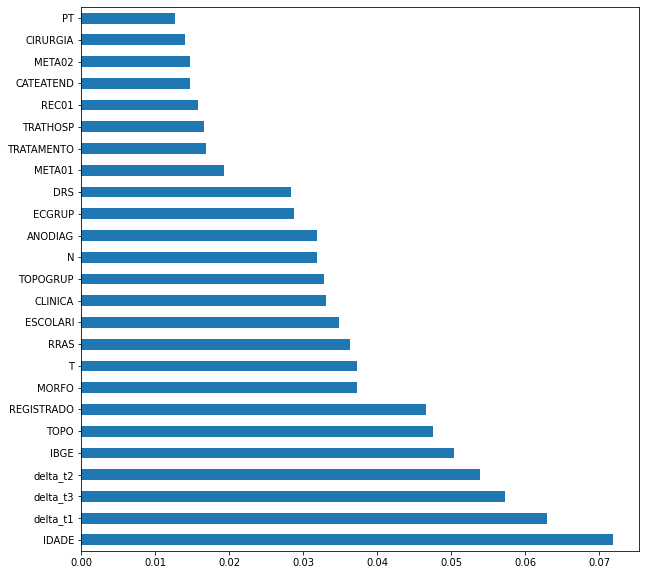 PT
CIRURGIA
META02
CATEATEND
REC01
TRATHOSP
TRATAMENTO
META01
DRS
ECGRUP
ANODIAG
N
TOPOGRUP
CLINICA
ESCOLARI
RRAS
T
MORFO
REGISTRADO
TOPO
IBGE
delta_t2
delta_t3
delta_t1
IDADE
0.00 0.01 0.02 0.03 0.04 0.05 0.06 0.07